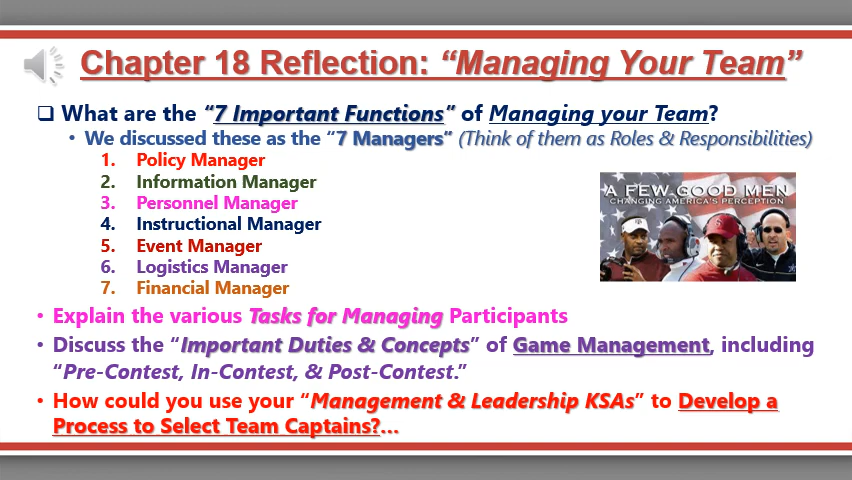 Chapter 18 Reflection: “Managing Your Team”
❑ What are the “7 Important Functions” of Managing your Team?
• We discussed these as the “7 Managers” (Think of them as Roles & Responsibilities)
1. Policy Manager
2. Information Manager
3. Personnel Manager
4. Instructional Manager
5. Event Manager
6. Logistics Manager
7. Financial Manager
A FEW GOOD MEN
CHANGING AMERICA'S PERCEPTION
• Explain the various Tasks for Managing Participants
• Discuss the “Important Duties & Concepts” of Game Management, including
“Pre-Contest, In-Contest, & Post-Contest.”
• How could you use your “Management & Leadership KSAs” to Develop a
Process to Select Team Captains?...